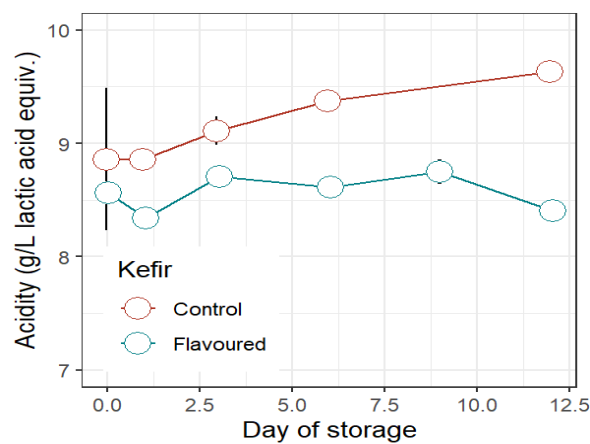 10
9
8
7
Acidity (g/L lactic acid equiv.)
Kefir
Control
Flavoured
0.0 2.5 5.0 7.5 10.0 12.5
Day of storage